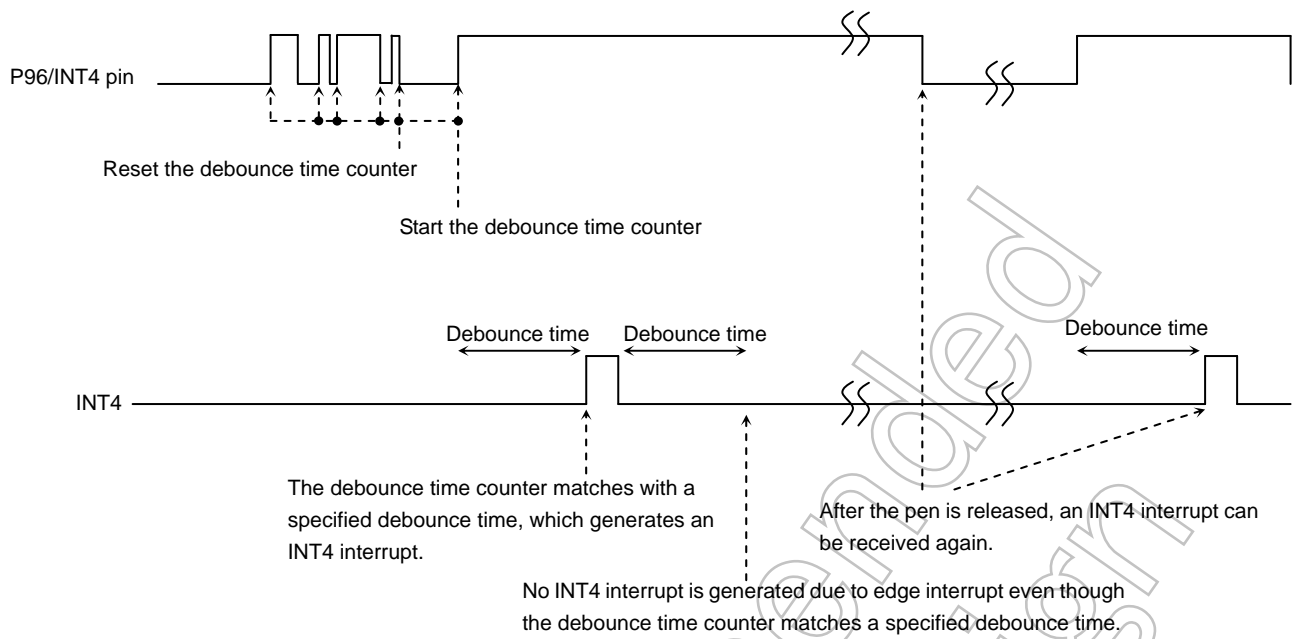 P96/INT4 pin
Reset the debounce time counter
Start the debounce time counter
Debounce time
Debounce time
Debounce time
INT4
The debounce time counter matches with a
specified debounce time, which generates an
INT4 interrupt.
After the pen is released, an INT4 interrupt can
be received again.
No INT4 interrupt is generated due to edge interrupt even though
the debounce time counter matches a specified debounce time.